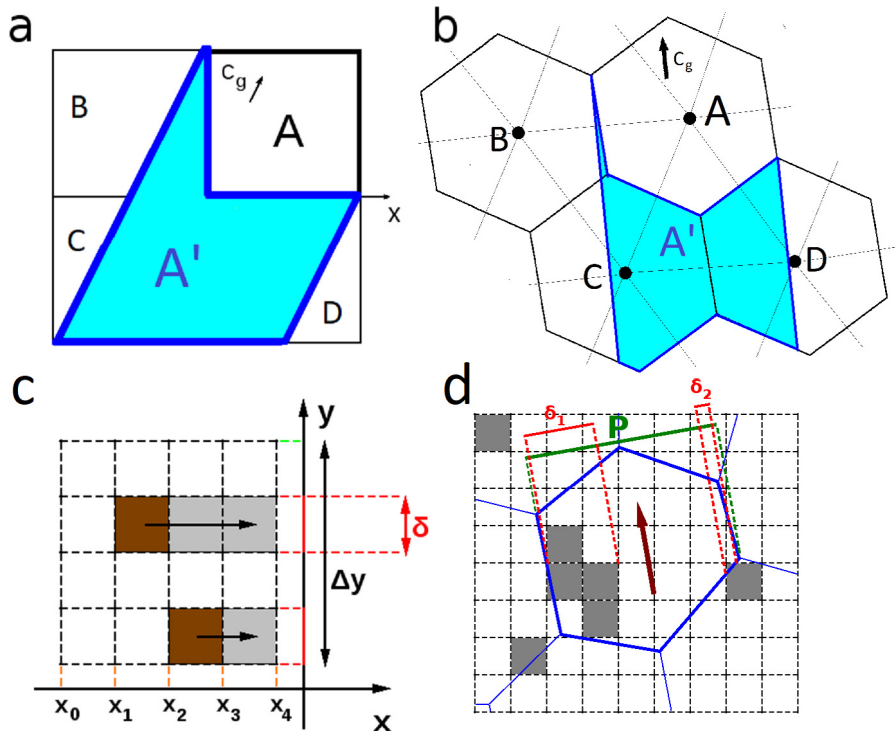 a
B
C_g
A
x
C
A'
D
b
C_g
B
A
C
A'
D
c
y
δ
Δy
x_0 x_1 x_2 x_3 x_4
x
d
δ_1
δ_2
P